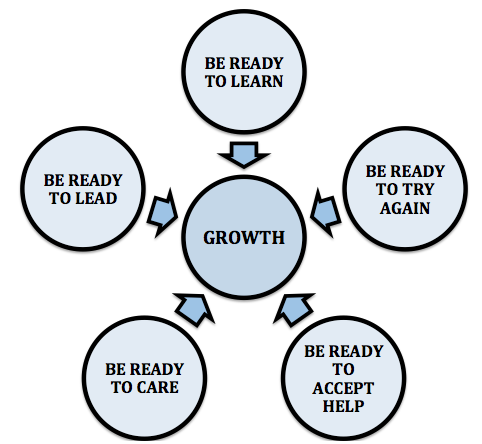 BE READY
TO LEARN
BE READY
TO TRY
AGAIN
BE READY
TO
ACCEPT
HELP
BE READY
TO CARE
BE READY
TO LEAD
GROWTH